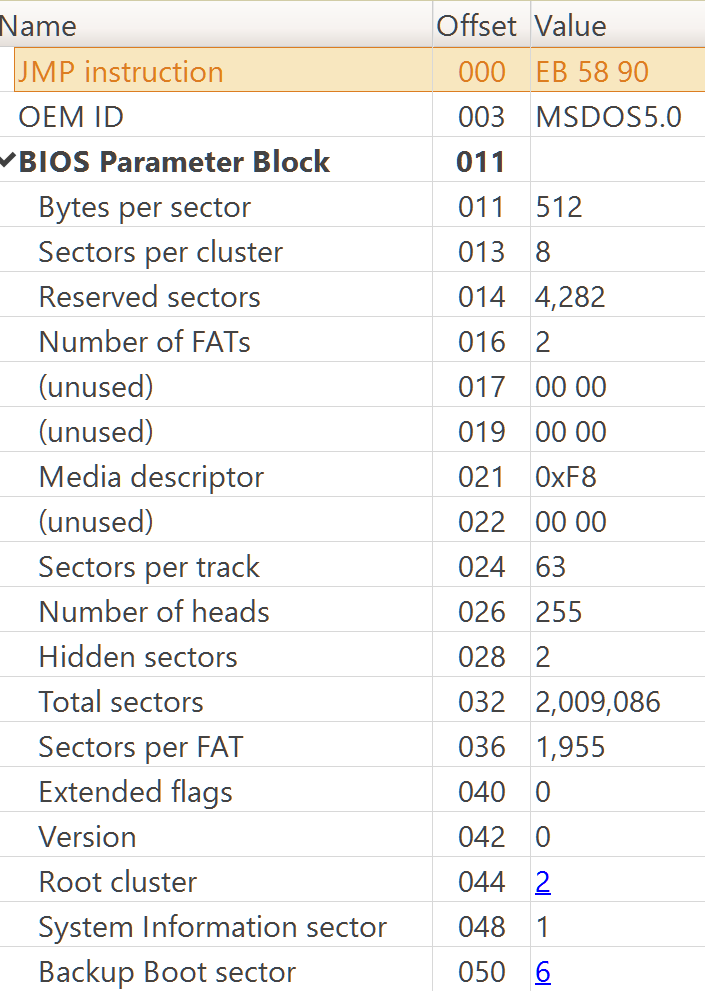 Name Offset Value
JMP instruction 000 EB 58 90
OEM ID 003 MSDOS5.0
BIOS Parameter Block 011
Bytes per sector 011 512
Sectors per cluster 013 8
Reserved sectors 014 4,282
Number of FATs 016 2
(unused) 017 00 00
(unused) 019 00 00
Media descriptor 021 0xF8
(unused) 022 00 00
Sectors per track 024 63
Number of heads 026 255
Hidden sectors 028 2
Total sectors 032 2,009,086
Sectors per FAT 036 1,955
Extended flags 040 0
Version 042 0
Root cluster 044 2
System Information sector 048 1
Backup Boot sector 050 6